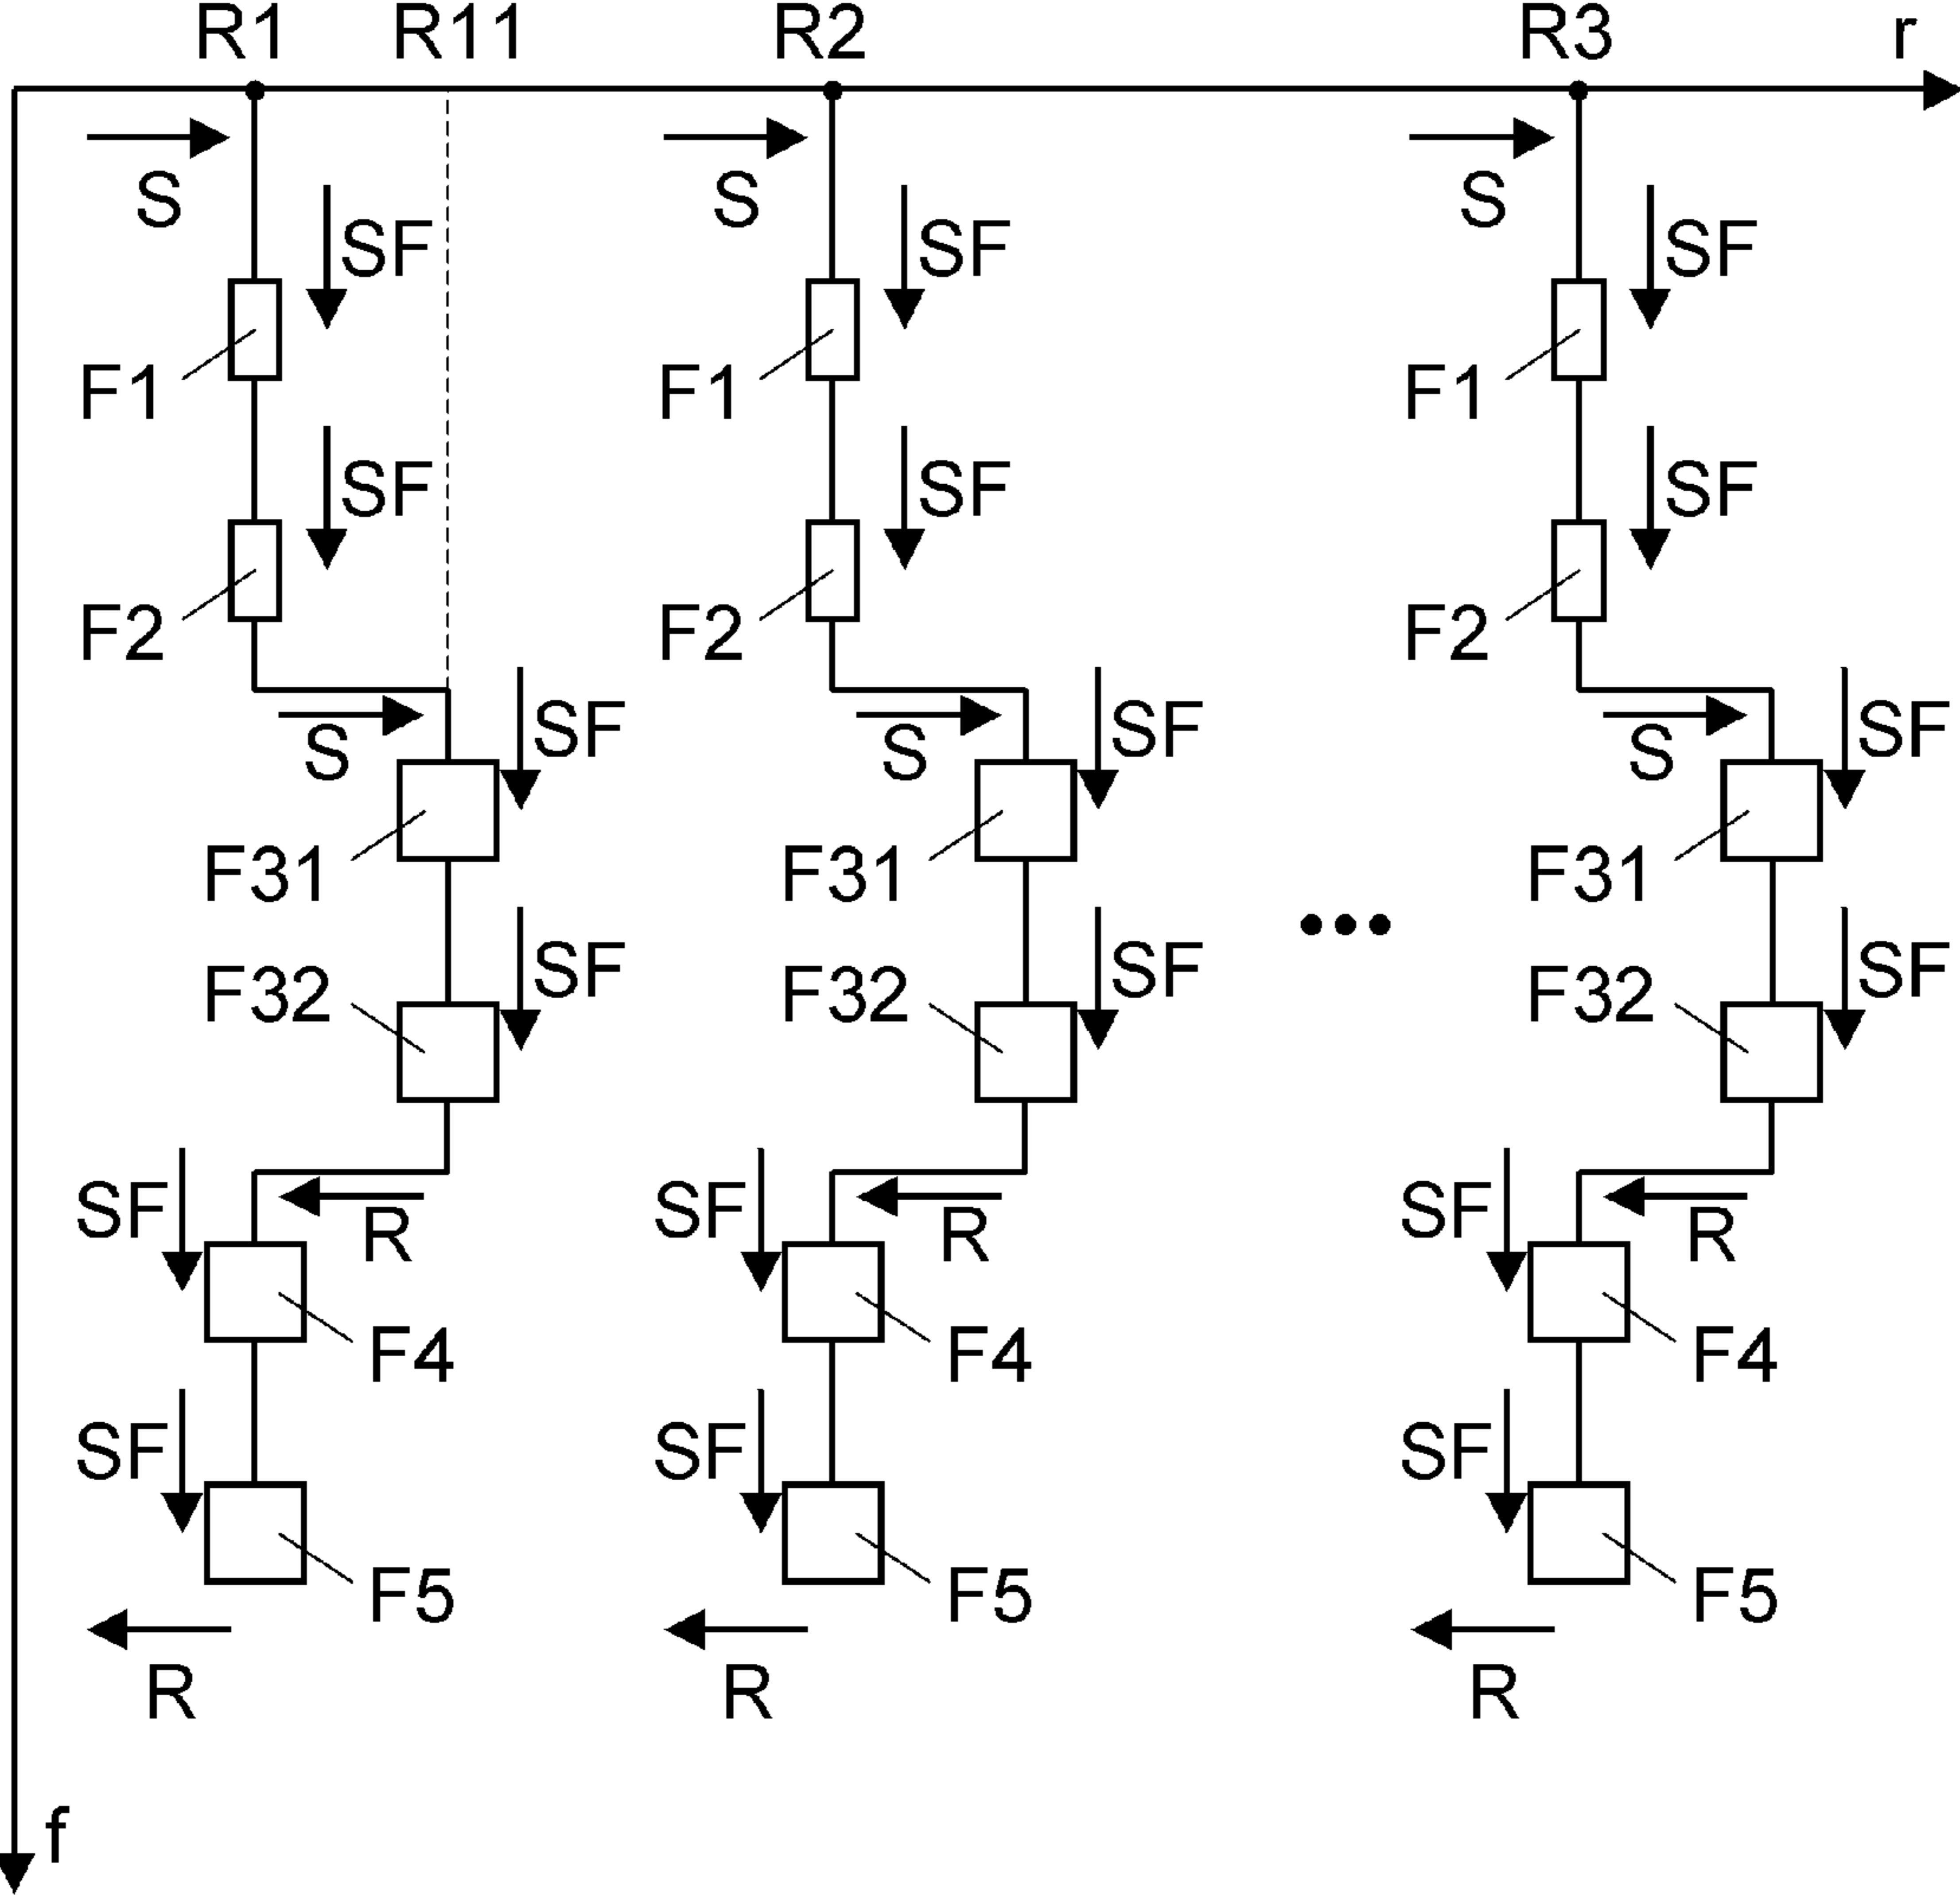 R1 R11 R2 R3 r
S S S
SF SF SF
F1 F1 F1
SF SF SF
F2 F2 F2
SF SF SF
S S S
F31 F31 F31
SF SF SF
F32 F32 F32
SF SF SF
R R R
F4 F4 F4
SF SF SF
F5 F5 F5
R R R
f